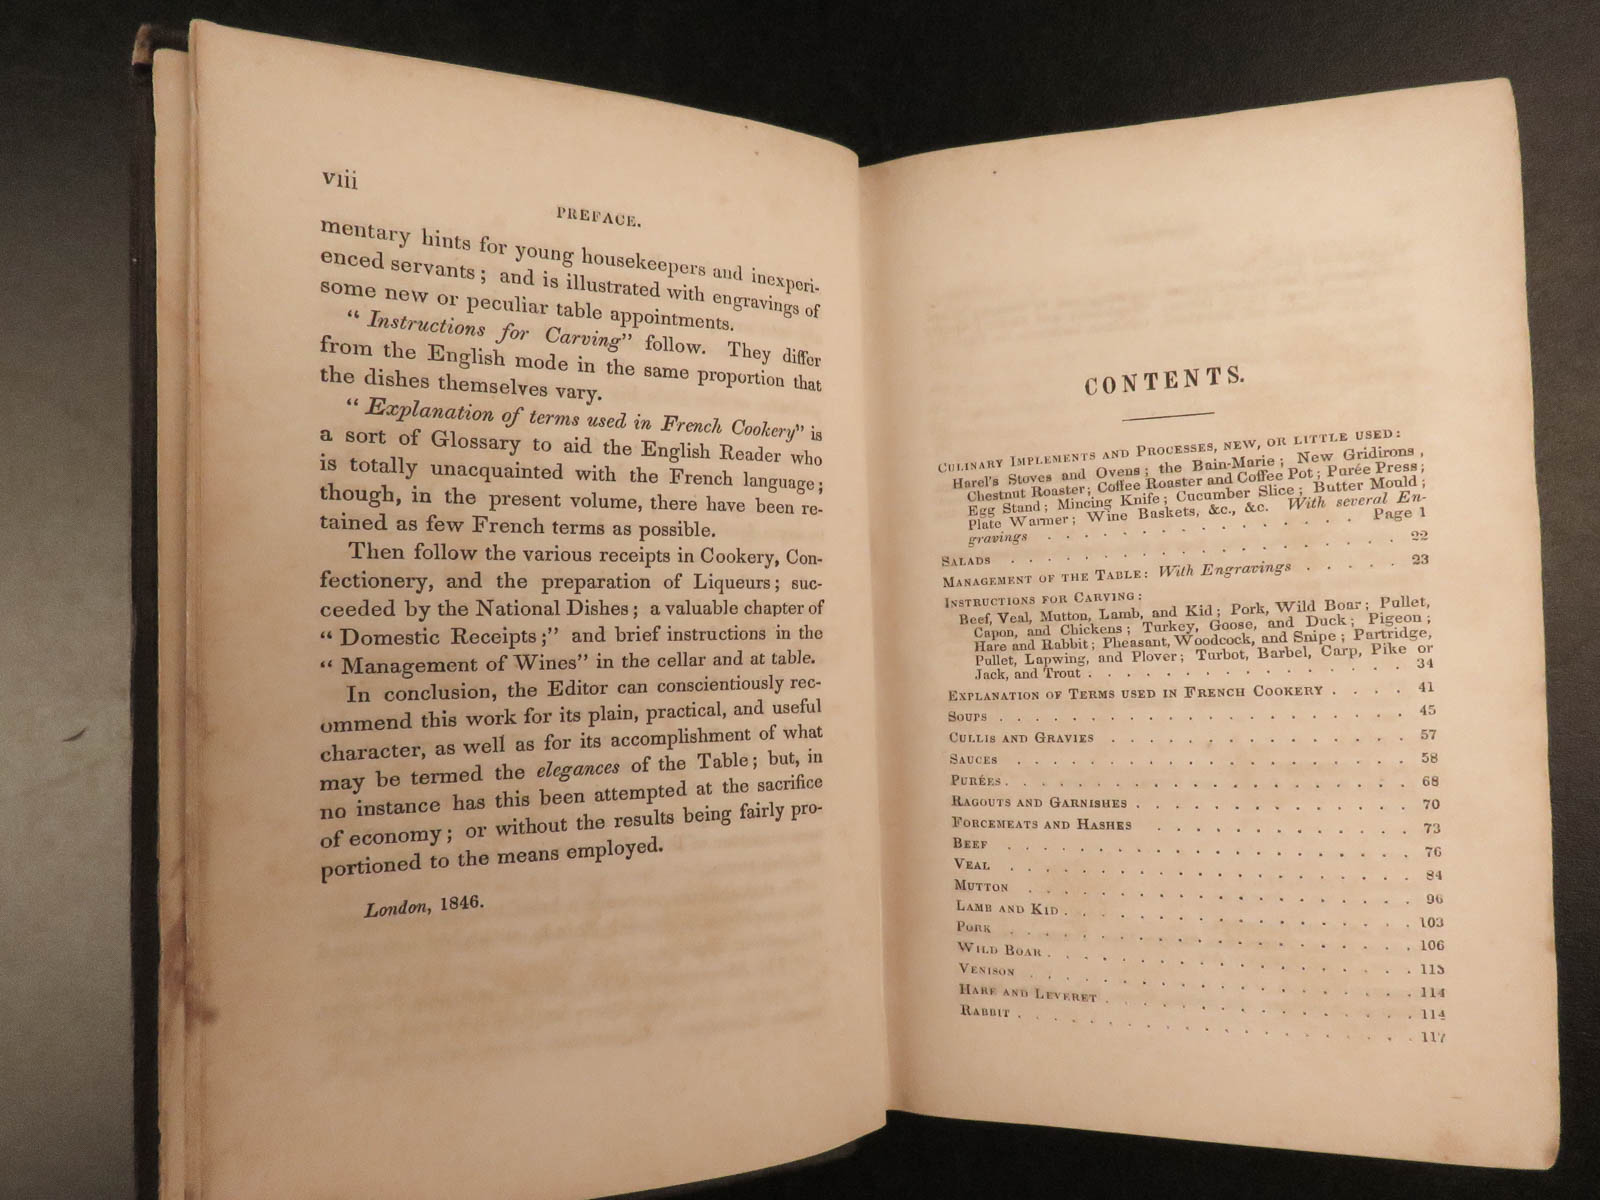 viii
PREFACE.
mentary hints for young housekeepers and inexperi-
enced servants; and is illustrated with engravings of
some new or peculiar table appointments.
"Instructions for Carving" follow. They differ
from the English mode in the same proportion that
the dishes themselves vary.
"Explanation of terms used in French Cookery" is
a sort of Glossary to aid the English Reader who
is totally unacquainted with the French language;
though, in the present volume, there have been re-
tained as few French terms as possible.
Then follow the various receipts in Cookery, Con-
fectionery, and the preparation of Liqueurs; suc-
ceeded by the National Dishes; a valuable chapter of
"Domestic Receipts;" and brief instructions in the
"Management of Wines" in the cellar and at table.
In conclusion, the Editor can conscientiously rec-
ommend this work for its plain, practical, and useful
character, as well as for its accomplishment of what
may be termed the elegances of the Table; but, in
no instance has this been attempted at the sacrifice
of economy; or without the results being fairly pro-
portioned to the means employed.
London, 1846.
CONTENTS.
CULINARY IMPLEMENTS AND PROCESSES, NEW, OR LITTLE USED:
Harel's Stoves and Ovens; the Bain-Marie; New Gridirons,
Chestnut Roaster; Coffee Roaster and Coffee Pot; Purée Press;
Egg Stand; Mincing Knife; Cucumber Slice; Butter Mould;
Plate Warmer; Wine Baskets, &c., &c. With several En-
gravings . . . . . . . . . . . . Page 1
SALADS . . . . . . . . . . . . 22
MANAGEMENT OF THE TABLE: With Engravings . . . . . 23
INSTRUCTIONS FOR CARVING:
Beef, Veal, Mutton, Lamb, and Kid; Pork, Wild Boar; Pullet,
Capon, and Chickens; Turkey, Goose, and Duck; Pigeon;
Hare and Rabbit; Pheasant, Woodcock, and Snipe; Partridge,
Pullet, Lapwing, and Plover; Turbot, Barbel, Carp, Pike or
Jack, and Trout . . . . . . . . . . . . 34
EXPLANATION OF TERMS USED IN FRENCH COOKERY . . . . 41
SOUPS . . . . . . . . . . . . 45
CULLIS AND GRAVIES . . . . . . . . . . . . 57
SAUCES . . . . . . . . . . . . 58
PURÉES . . . . . . . . . . . . 68
RAGOUTS AND GARNISHES . . . . . . . . . . . . 70
FORCEMEATS AND HASHES . . . . . . . . . . . . 73
BEEF . . . . . . . . . . . . 76
VEAL . . . . . . . . . . . . 84
MUTTON . . . . . . . . . . . . 96
LAMB AND KID . . . . . . . . . . . . 103
PORK . . . . . . . . . . . . 106
WILD BOAR . . . . . . . . . . . . 113
VENISON . . . . . . . . . . . . 114
HARE AND LEVERET . . . . . . . . . . . . 114
RABBIT . . . . . . . . . . . . 117